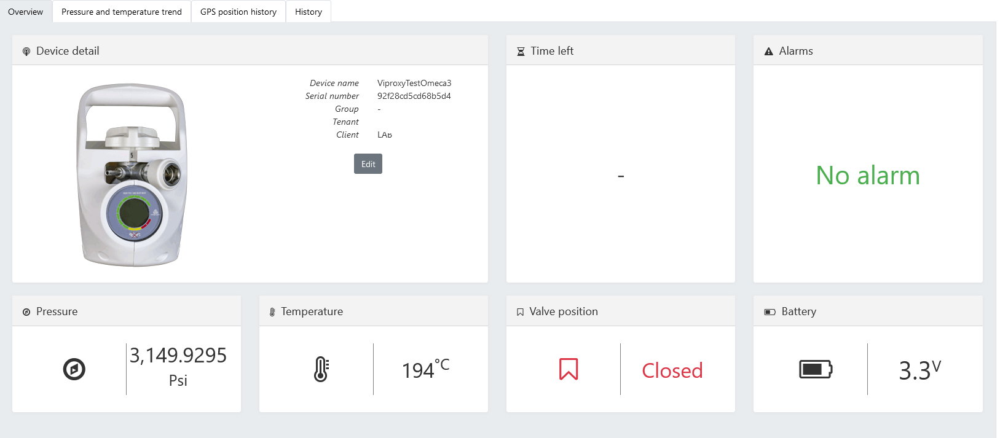 Overview
Pressure and temperature trend
GPS position history
History
Device detail
Device name ViproxyTestOmeca3
Serial number 92f28cd5cd68b5d4
Group -
Tenant
Client LAB
Edit
5
Time left
-
Alarms
No alarm
Pressure
3,149.9295
Psi
Temperature
194°C
Valve position
Closed
Battery
3.3V